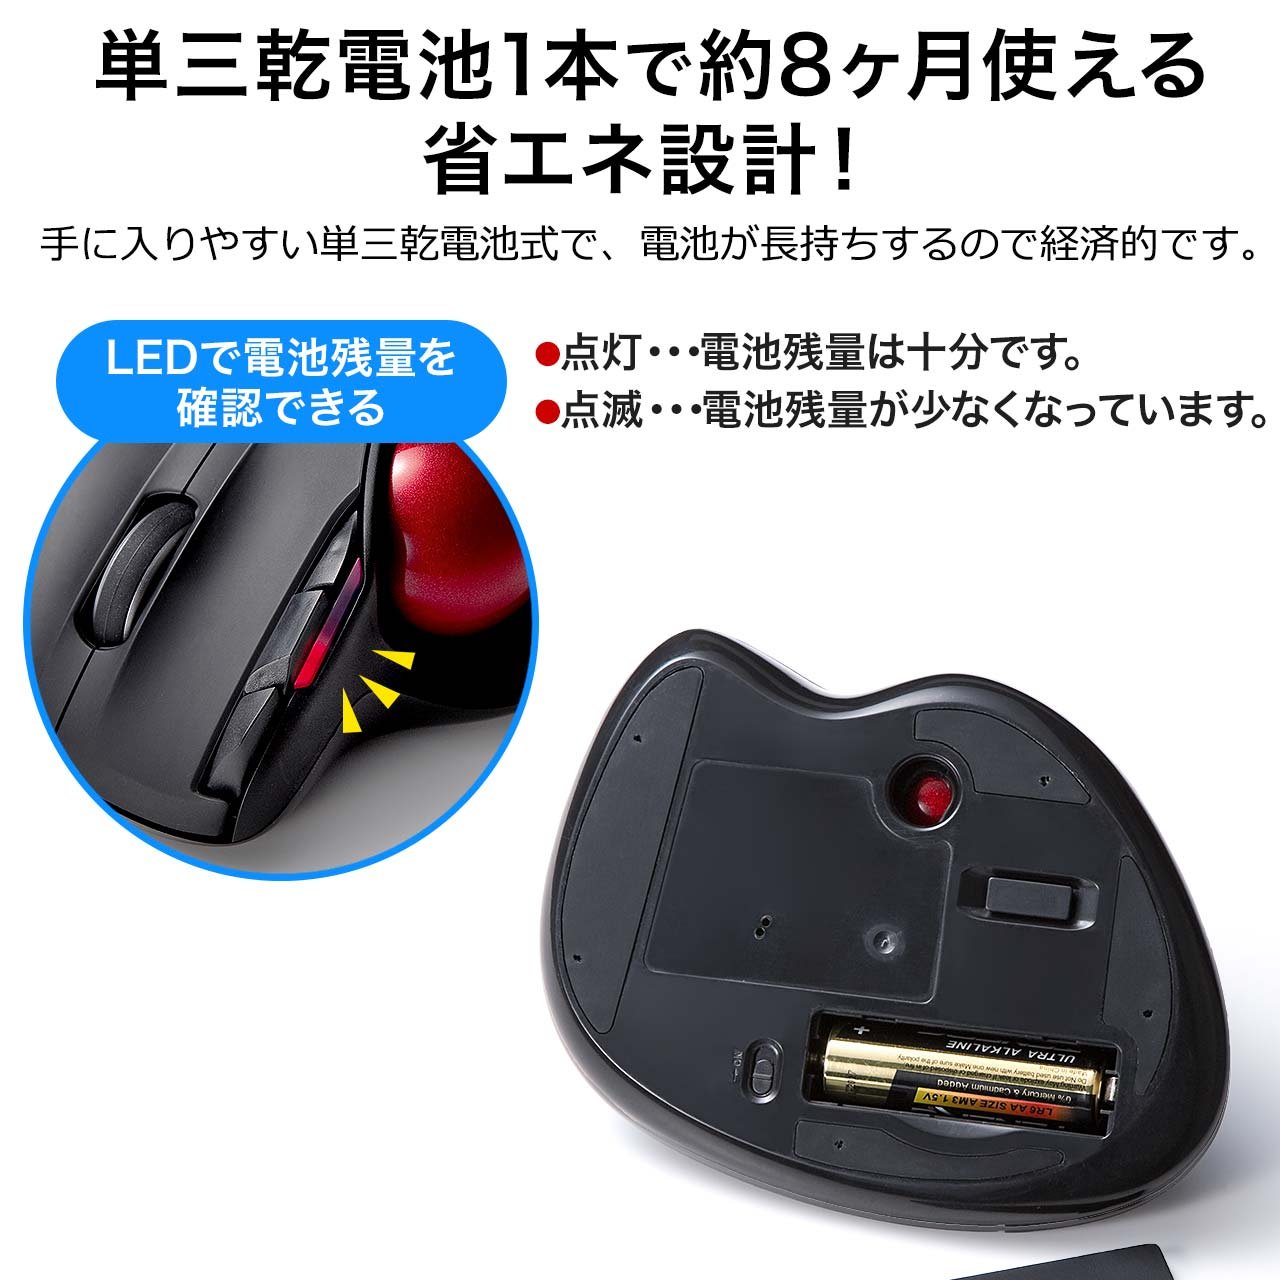 単三乾電池1本で約8ヶ月使える
省エネ設計！
手に入りやすい単三乾電池式で、電池が長持ちするので経済的です。
LEDで電池残量を
確認できる
●点灯・・・電池残量は十分です。
●点滅・・・電池残量が少なくなっています。
ULTRA ALKALINE
0% Mercury & Cadmium Added
LR6 AA SIZE AM3 1.5V